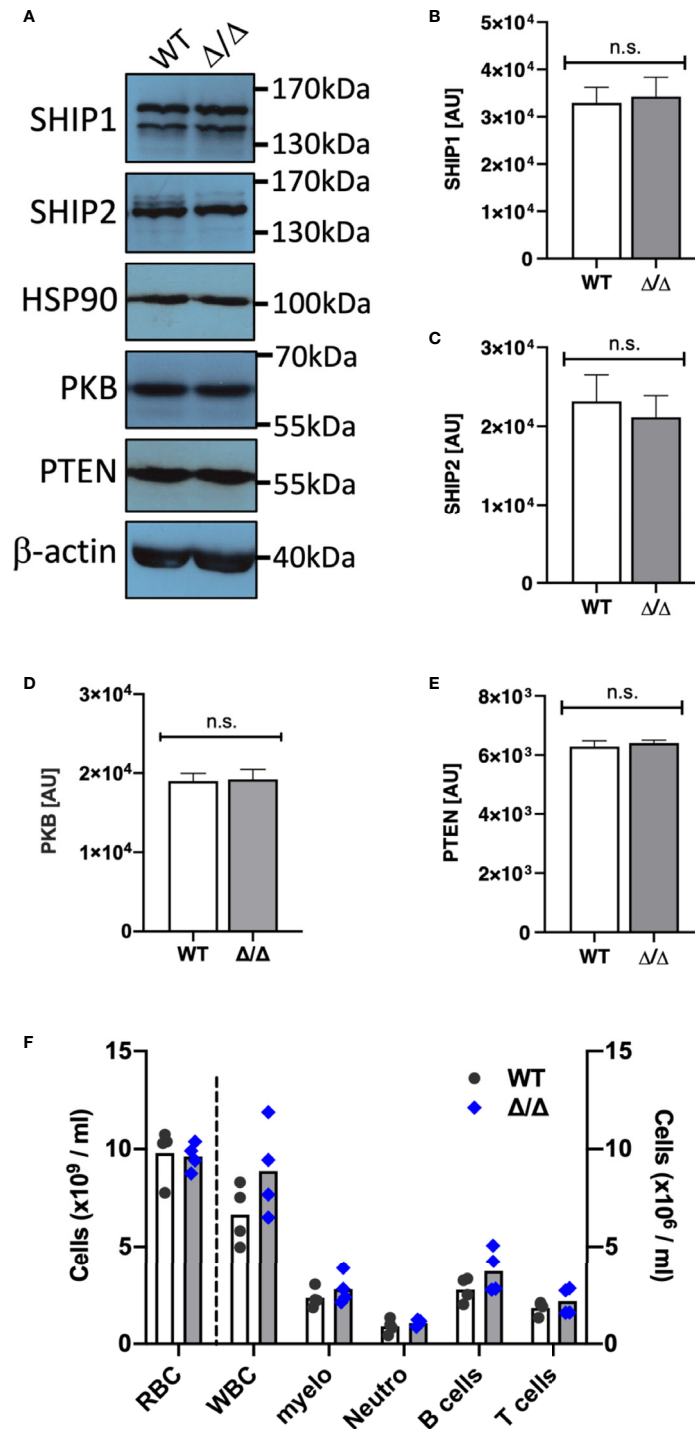 A
WT Δ/Δ
SHIP1
170kDa
130kDa
SHIP2
170kDa
130kDa
HSP90
100kDa
PKB
70kDa
55kDa
PTEN
55kDa
β-actin
40kDa
B
SHIP1 [AU]
5×10⁴
4×10⁴
3×10⁴
2×10⁴
1×10⁴
0
n.s.
WT Δ/Δ
C
SHIP2 [AU]
3×10⁴
2×10⁴
1×10⁴
0
n.s.
WT Δ/Δ
D
PKB [AU]
3×10⁴
2×10⁴
1×10⁴
0
n.s.
WT Δ/Δ
E
PTEN [AU]
8×10³
6×10³
4×10³
2×10³
0
n.s.
WT Δ/Δ
F
Cells (x10⁹ / ml)
15
10
5
0
WT
Δ/Δ
15
10
5
0
Cells (x10⁶ / ml)
RBC WBC myelo Neutro B cells T cells